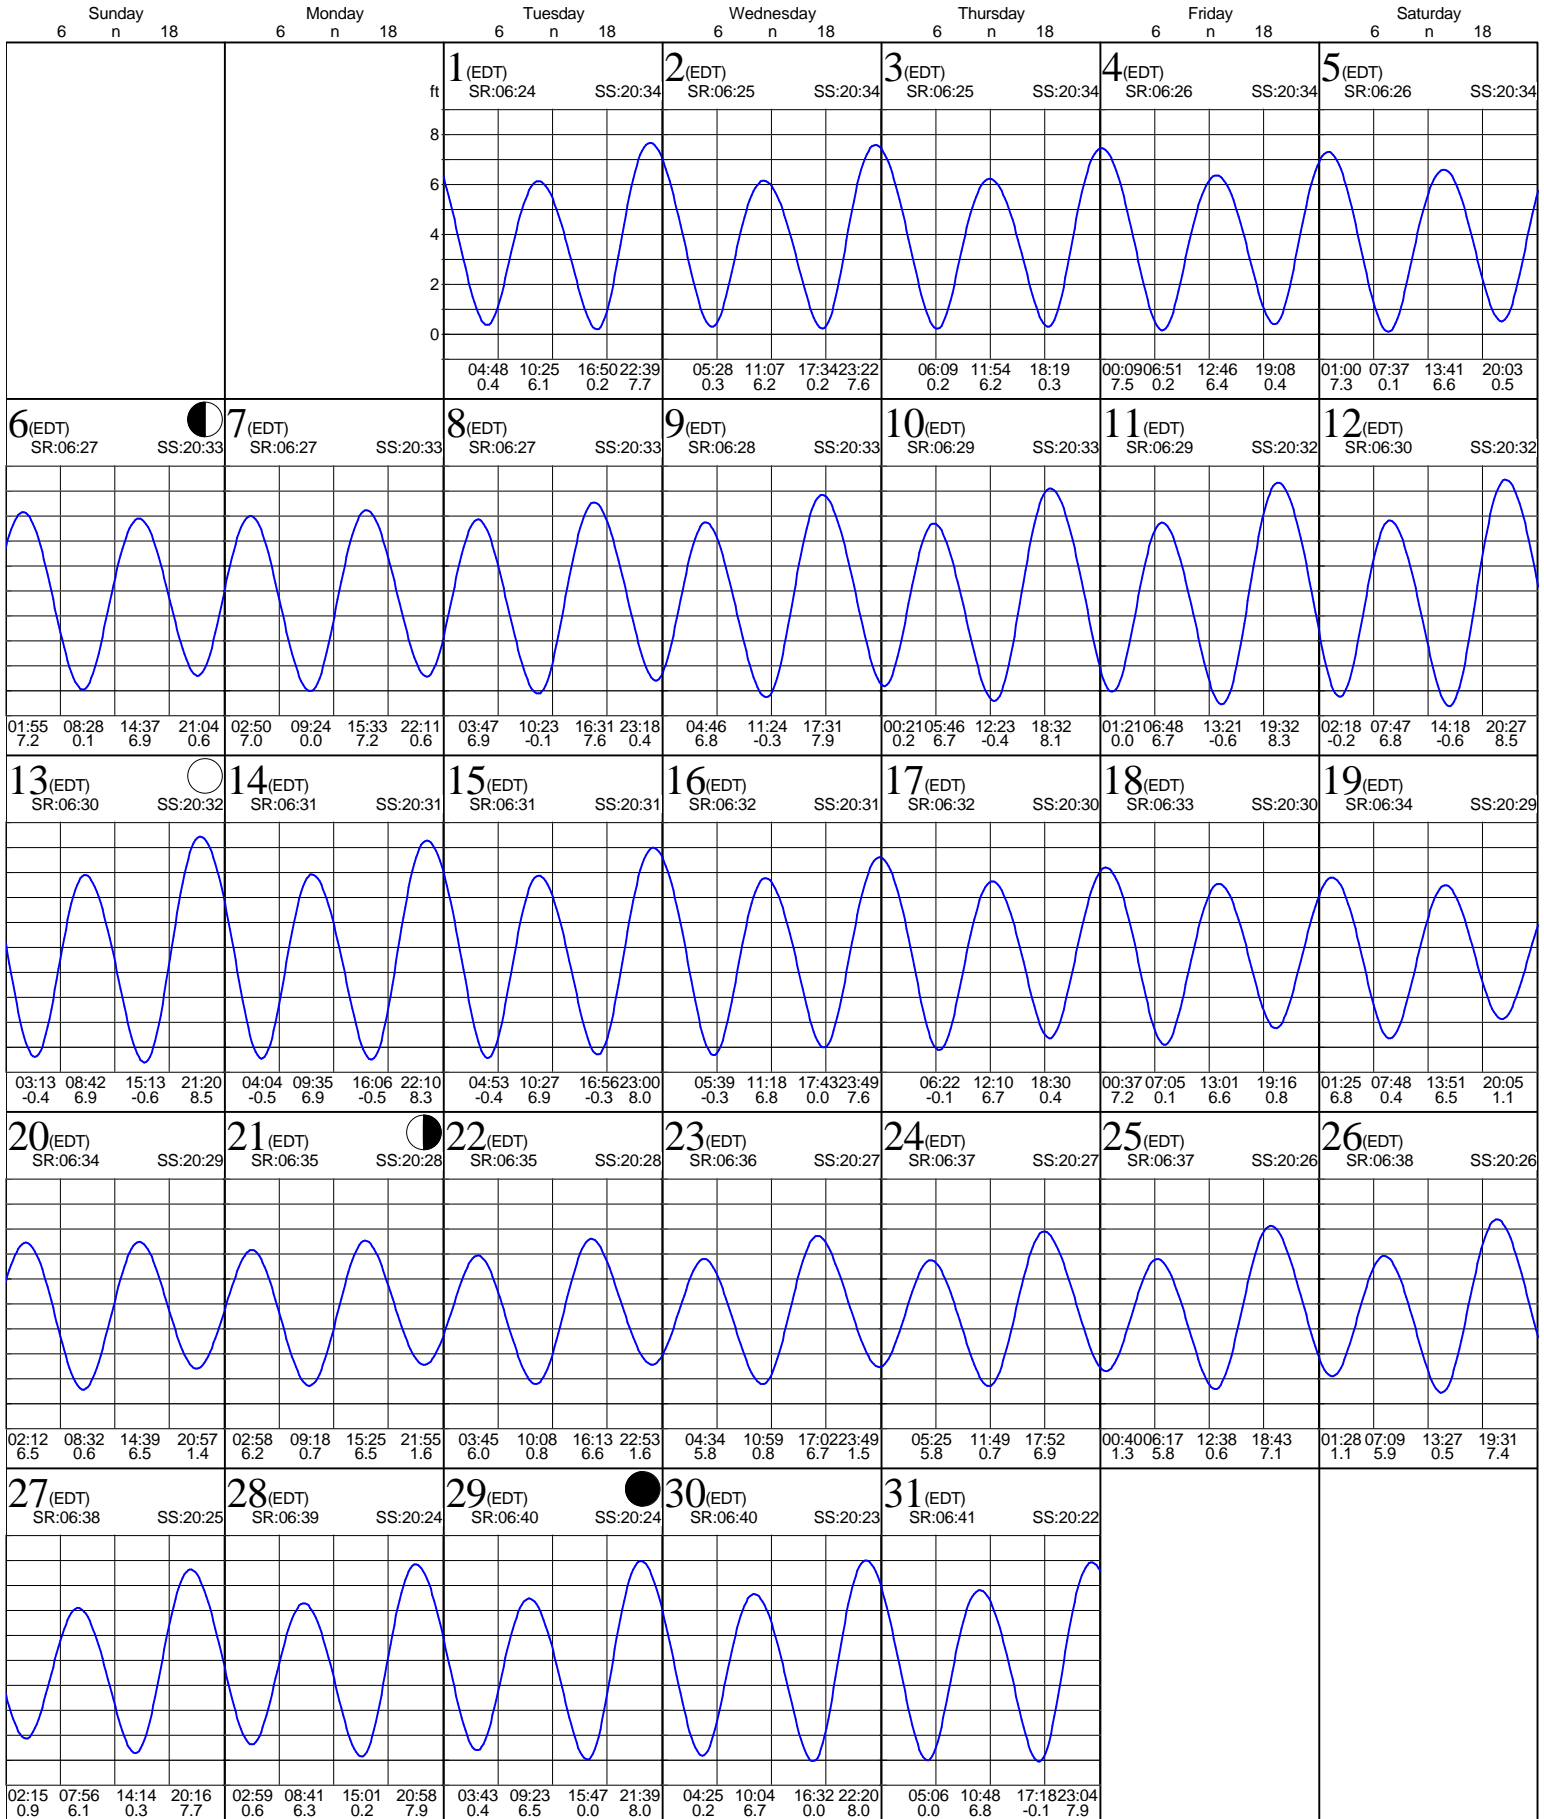 Sunday Monday Tuesday Wednesday Thursday Friday Saturday
6 n 18 6 n 18 6 n 18 6 n 18 6 n 18 6 n 18 6 n 18
1(EDT) 2(EDT) 3(EDT) 4(EDT) 5(EDT)
ft SR:06:24 SS:20:34 SR:06:25 SS:20:34 SR:06:25 SS:20:34 SR:06:26 SS:20:34 SR:06:26 SS:20:34
8
6
4
2
0
04:48 10:25 16:50 22:39 05:28 11:07 17:34 23:22 06:09 11:54 18:19 00:09 06:51 12:46 19:08 01:00 07:37 13:41 20:03
0.4 6.1 0.2 7.7 0.3 6.2 0.2 7.6 0.2 6.2 0.3 7.5 0.2 6.4 0.4 7.3 0.1 6.6 0.5
6(EDT) 7(EDT) 8(EDT) 9(EDT) 10(EDT) 11(EDT) 12(EDT)
SR:06:27 SS:20:33 SR:06:27 SS:20:33 SR:06:27 SS:20:33 SR:06:28 SS:20:33 SR:06:29 SS:20:33 SR:06:29 SS:20:32 SR:06:30 SS:20:32
01:55 08:28 14:37 21:04 02:50 09:24 15:33 22:11 03:47 10:23 16:31 23:18 04:46 11:24 17:31 00:21 05:46 12:23 18:32 01:21 06:48 13:21 19:32 02:18 07:47 14:18 20:27
7.2 0.1 6.9 0.6 7.0 0.0 7.2 0.6 6.9 -0.1 7.6 0.4 6.8 -0.3 7.9 0.2 6.7 -0.4 8.1 0.0 6.7 -0.6 8.3 -0.2 6.8 -0.6 8.5
13(EDT) 14(EDT) 15(EDT) 16(EDT) 17(EDT) 18(EDT) 19(EDT)
SR:06:30 SS:20:32 SR:06:31 SS:20:31 SR:06:31 SS:20:31 SR:06:32 SS:20:31 SR:06:32 SS:20:30 SR:06:33 SS:20:30 SR:06:34 SS:20:29
03:13 08:42 15:13 21:20 04:04 09:35 16:06 22:10 04:53 10:27 16:56 23:00 05:39 11:18 17:43 23:49 06:22 12:10 18:30 00:37 07:05 13:01 19:16 01:25 07:48 13:51 20:05
-0.4 6.9 -0.6 8.5 -0.5 6.9 -0.5 8.3 -0.4 6.9 -0.3 8.0 -0.3 6.8 0.0 7.6 -0.1 6.7 0.4 7.2 0.1 6.6 0.8 6.8 0.4 6.5 1.1
20(EDT) 21(EDT) 22(EDT) 23(EDT) 24(EDT) 25(EDT) 26(EDT)
SR:06:34 SS:20:29 SR:06:35 SS:20:28 SR:06:35 SS:20:28 SR:06:36 SS:20:27 SR:06:37 SS:20:27 SR:06:37 SS:20:26 SR:06:38 SS:20:26
02:12 08:32 14:39 20:57 02:58 09:18 15:25 21:55 03:45 10:08 16:13 22:53 04:34 10:59 17:02 23:49 05:25 11:49 17:52 00:40 06:17 12:38 18:43 01:28 07:09 13:27 19:31
6.5 0.6 6.5 1.4 6.2 0.7 6.5 1.6 6.0 0.8 6.6 1.6 5.8 0.8 6.7 1.5 5.8 0.7 6.9 1.3 5.8 0.6 7.1 1.1 5.9 0.5 7.4
27(EDT) 28(EDT) 29(EDT) 30(EDT) 31(EDT)
SR:06:38 SS:20:25 SR:06:39 SS:20:24 SR:06:40 SS:20:24 SR:06:40 SS:20:23 SR:06:41 SS:20:22
02:15 07:56 14:14 20:16 02:59 08:41 15:01 20:58 03:43 09:23 15:47 21:39 04:25 10:04 16:32 22:20 05:06 10:48 17:18 23:04
0.9 6.1 0.3 7.7 0.6 6.3 0.2 7.9 0.4 6.5 0.0 8.0 0.2 6.7 0.0 8.0 0.0 6.8 -0.1 7.9